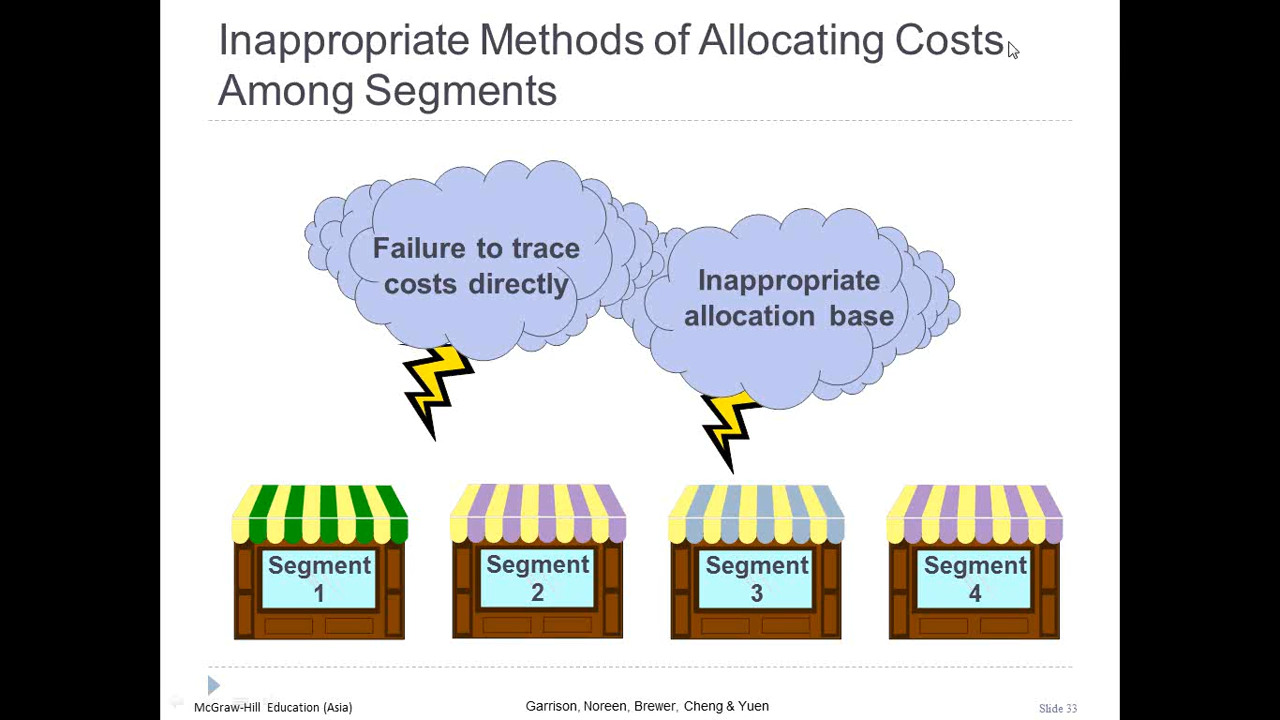 Inappropriate Methods of Allocating Costs
Among Segments
Failure to trace
costs directly
Inappropriate
allocation base
Segment
1
Segment
2
Segment
3
Segment
4
McGraw-Hill Education (Asia)
Garrison, Noreen, Brewer, Cheng & Yuen
Slide 33